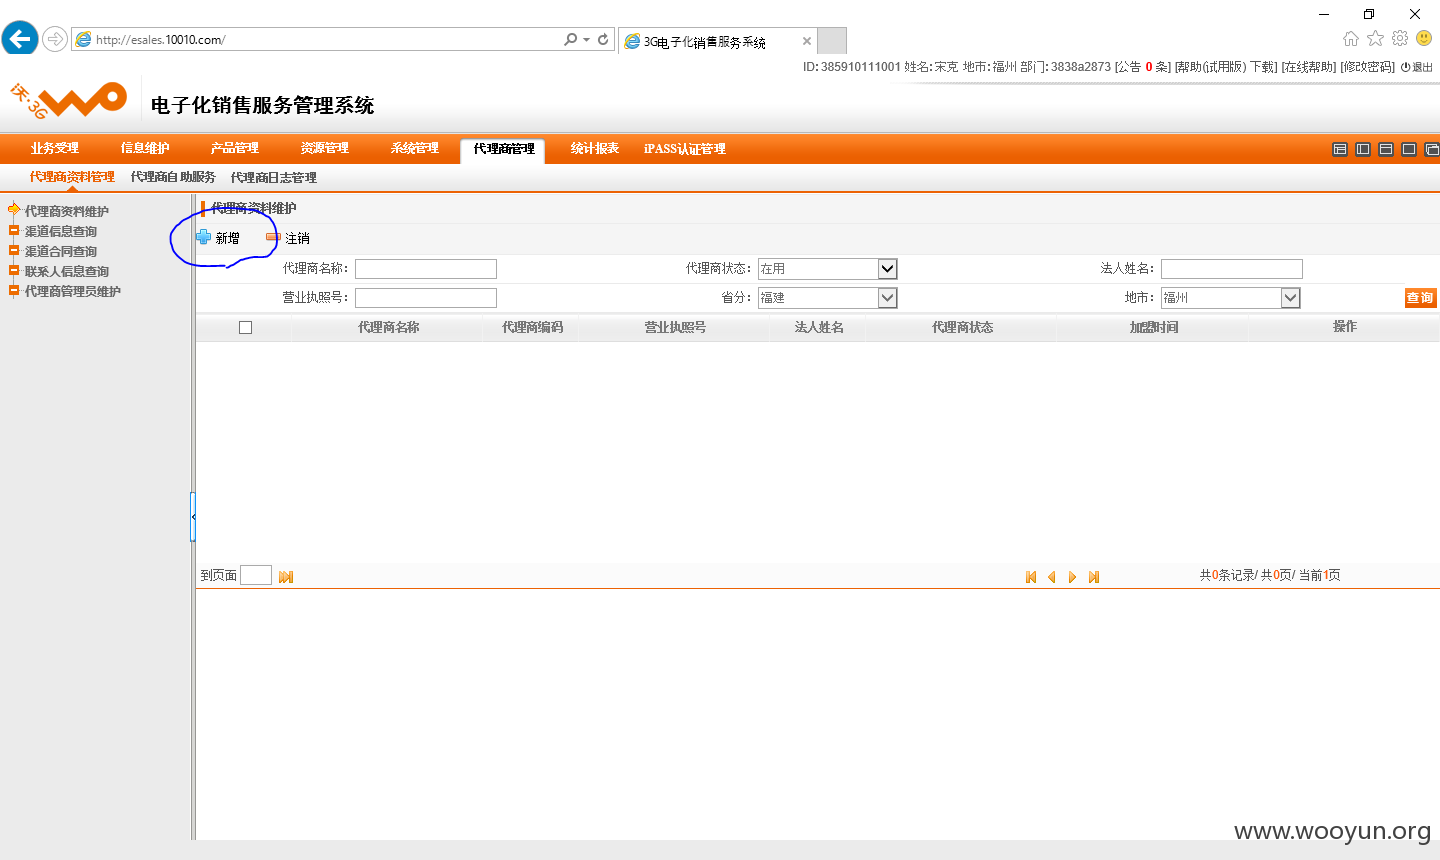 http://esales.10010.com/
3G电子化销售服务系统
ID: 385910111001 姓名: 宋克 地市: 福州 部门: 3838a2873 [公告 0 条] [帮助(试用版) 下载] [在线帮助] [修改密码] 退出
沃·3G WO 电子化销售服务管理系统
业务受理 信息维护 产品管理 资源管理 系统管理 代理商管理 统计报表 iPASS认证管理
代理商资料管理 代理商自助服务 代理商日志管理
代理商资料维护
渠道信息查询
渠道合同查询
联系人信息查询
代理商管理员维护
代理商资料维护
新增 注销
代理商名称: 代理商状态: 在用 法人姓名:
营业执照号: 省分: 福建 地市: 福州 查询
代理商名称 代理商编码 营业执照号 法人姓名 代理商状态 加盟时间 操作
到页面 共0条记录/ 共0页/ 当前1页
www.wooyun.org